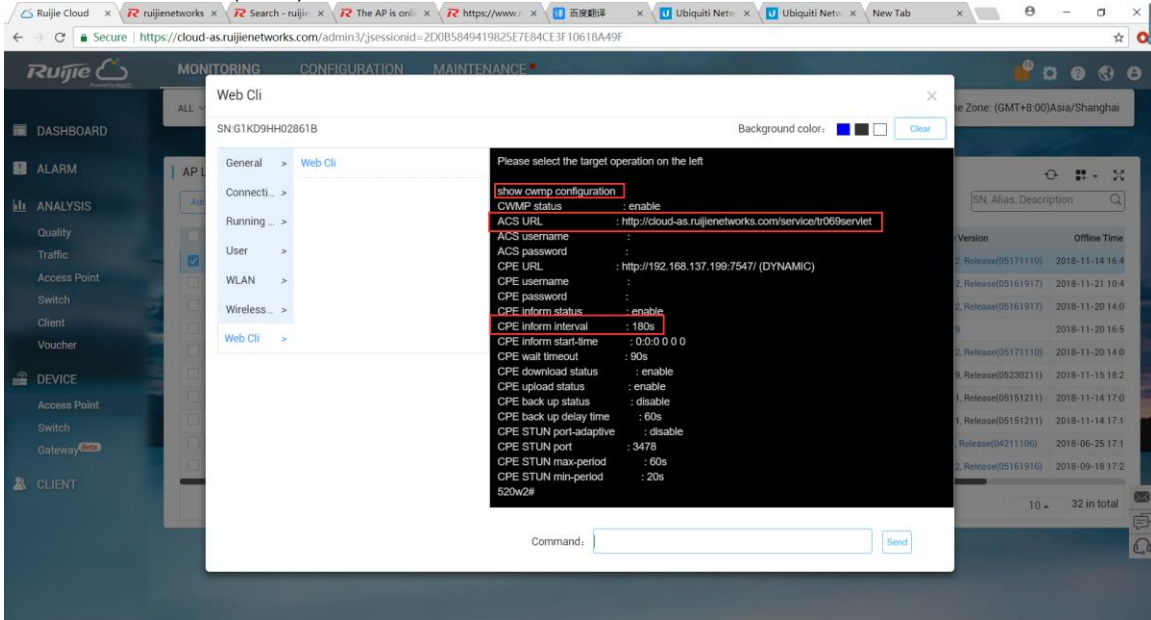 Ruijie Cloud
ruijienetworks
Search - ruijie
The AP is onli
https://www.r
百度翻译
Ubiquiti Netw
Ubiquiti Netw
New Tab
Secure | https://cloud-as.ruijienetworks.com/admin3/;jsessionid=2D0B5849419825E7E84CE3F10618A49F
Ruijie
MONITORING CONFIGURATION MAINTENANCE
ALL
e Zone: (GMT+8:00)Asia/Shanghai
DASHBOARD
ALARM
ANALYSIS
Quality
Traffic
Access Point
Switch
Client
Voucher
DEVICE
Access Point
Switch
Gateway Beta
CLIENT
AP L
Web Cli
SN:G1KD9HH02861B
Background color:
Clear
General >
Connecti... >
Running ... >
User >
WLAN >
Wireless... >
Web Cli >
Web Cli
Please select the target operation on the left
show cwmp configuration
CWMP status : enable
ACS URL : http://cloud-as.ruijienetworks.com/service/tr069servlet
ACS username :
ACS password :
CPE URL : http://192.168.137.199:7547/ (DYNAMIC)
CPE username :
CPE password :
CPE inform status : enable
CPE inform interval : 180s
CPE inform start-time : 0:0:0 0 0 0
CPE wait timeout : 90s
CPE download status : enable
CPE upload status : enable
CPE back up status : disable
CPE back up delay time : 60s
CPE STUN port-adaptive : disable
CPE STUN port : 3478
CPE STUN max-period : 60s
CPE STUN min-period : 20s
520w2#
Command:
Send
SN, Alias, Description
Version Offline Time
2, Release(05171110) 2018-11-14 16:4
2, Release(05161917) 2018-11-21 10:4
2, Release(05161917) 2018-11-20 14:0
9 2018-11-20 16:5
2, Release(05171110) 2018-11-20 14:0
9, Release(05230211) 2018-11-15 18:2
1, Release(05151211) 2018-11-14 17:0
1, Release(05151211) 2018-11-14 17:1
, Release(04211106) 2018-06-25 17:1
2, Release(05161916) 2018-09-18 17:2
10 32 in total